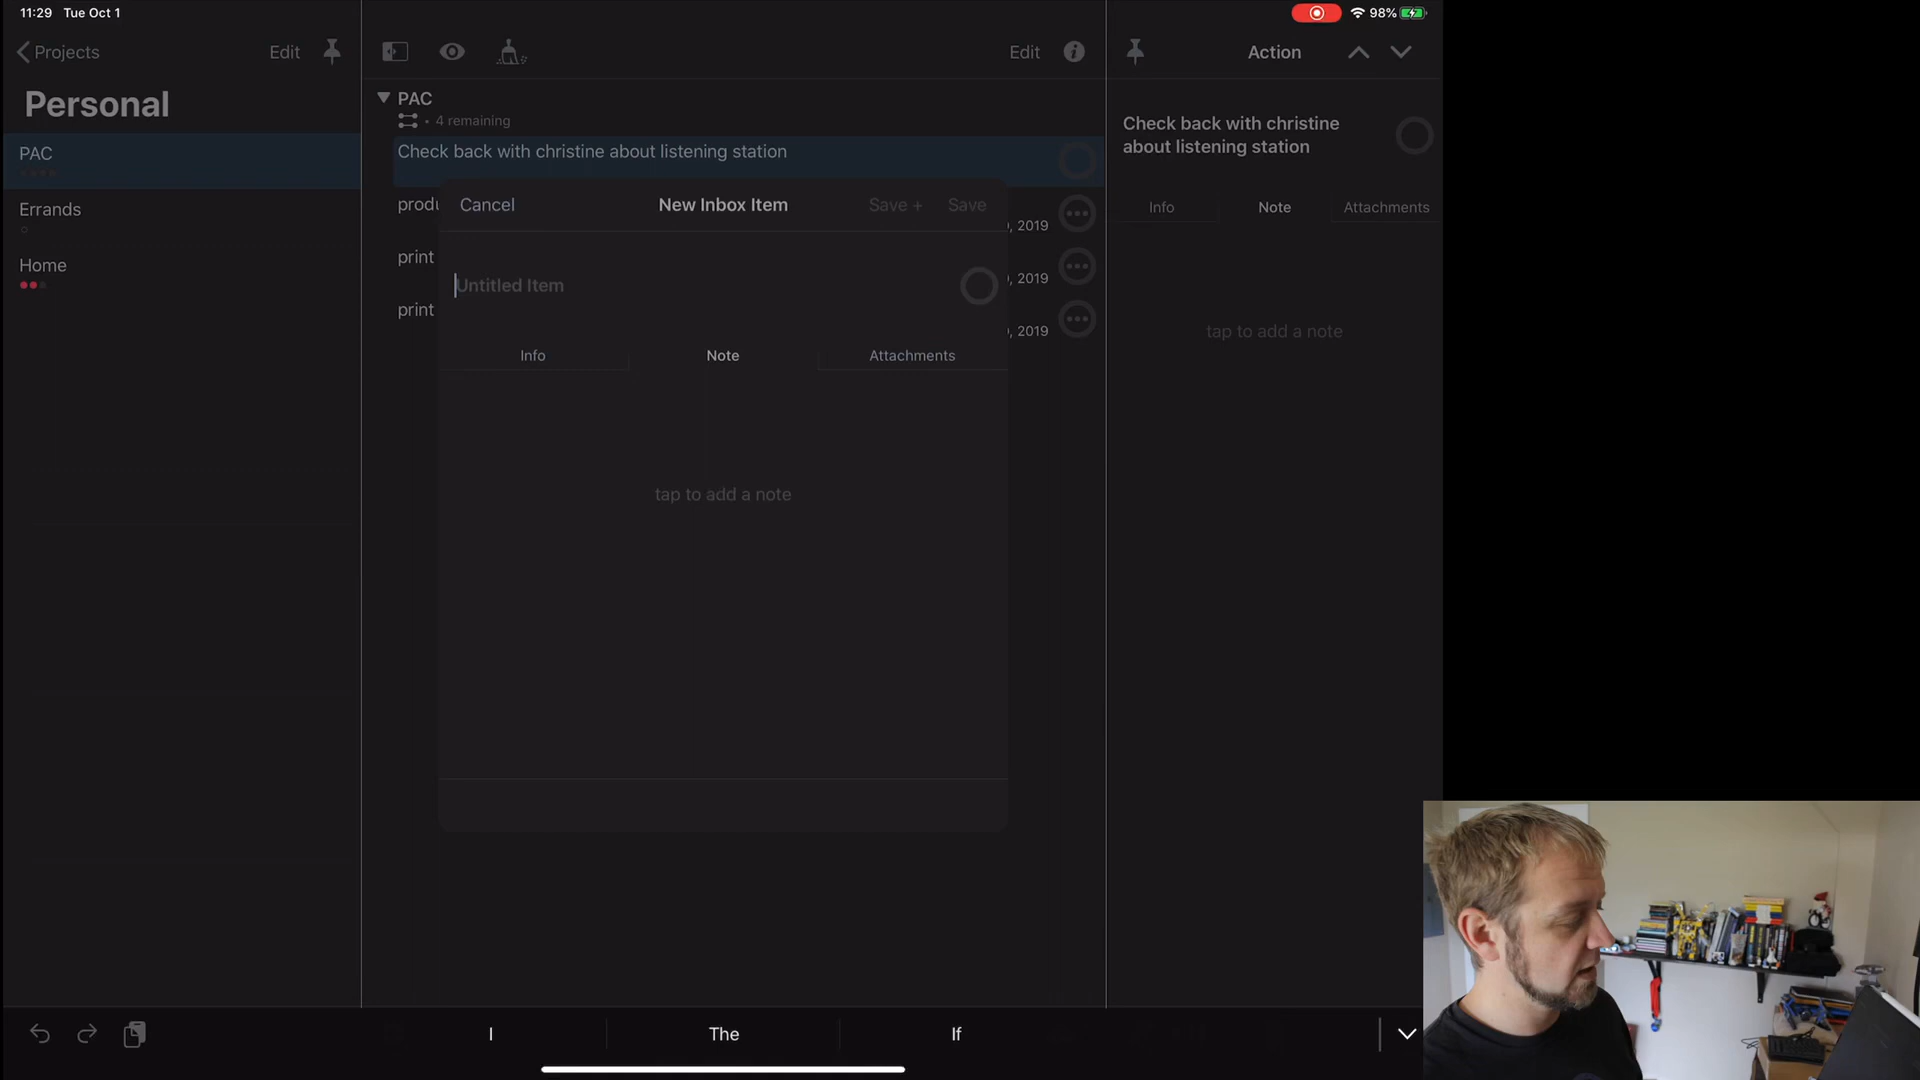 11:29 Tue Oct 1
98%
Projects
Edit
Edit
Action
Personal
PAC
4 remaining
Check back with christine
about listening station
PAC
Check back with christine about listening station
Errands
Home
print
print
, 2019
, 2019
, 2019
Cancel
New Inbox Item
Save +
Save
Untitled Item
Info
Note
Attachments
tap to add a note
Info
Note
Attachments
tap to add a note
I
The
If